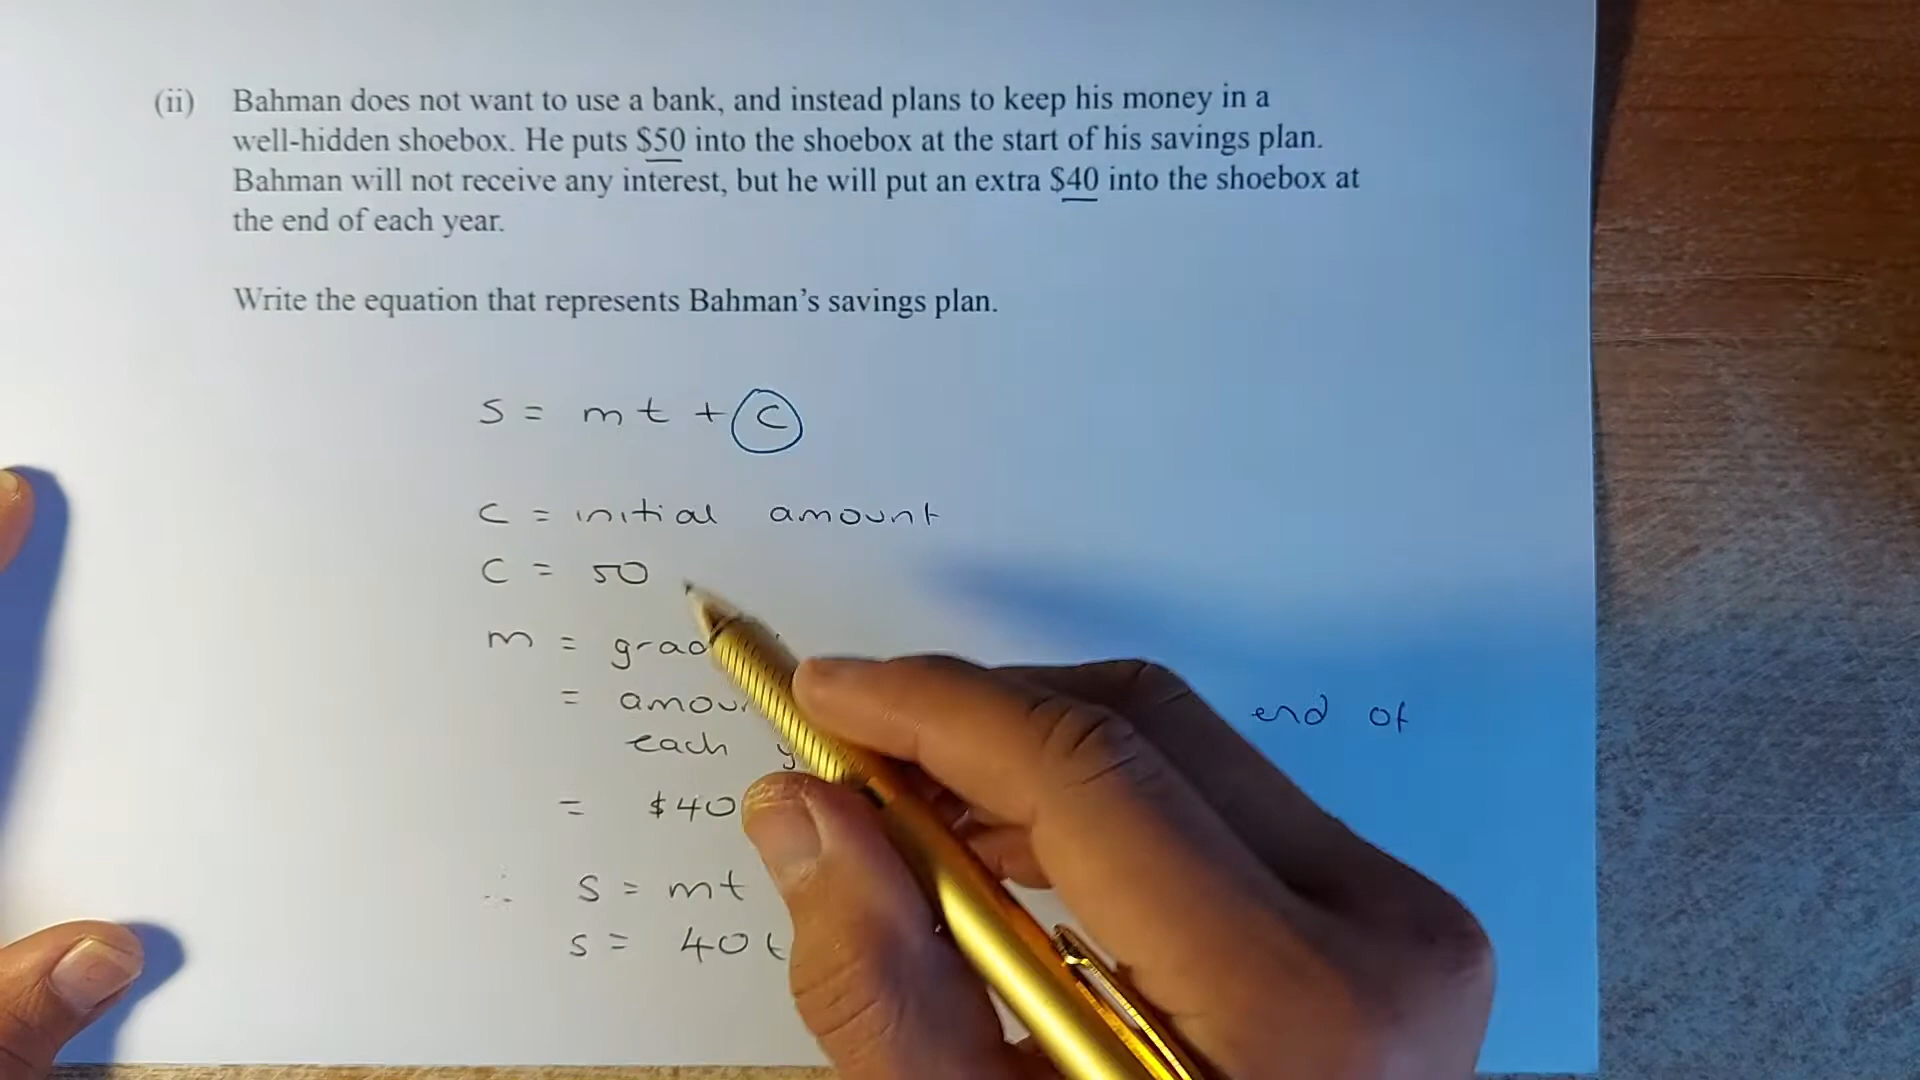 (ii) Bahman does not want to use a bank, and instead plans to keep his money in a
well-hidden shoebox. He puts $50 into the shoebox at the start of his savings plan.
Bahman will not receive any interest, but he will put an extra $40 into the shoebox at
the end of each year.
Write the equation that represents Bahman's savings plan.
S = mt + C
C = initial amount
C = 50
m =
= end of
each
= $40
∴ S = mt
S = 40t